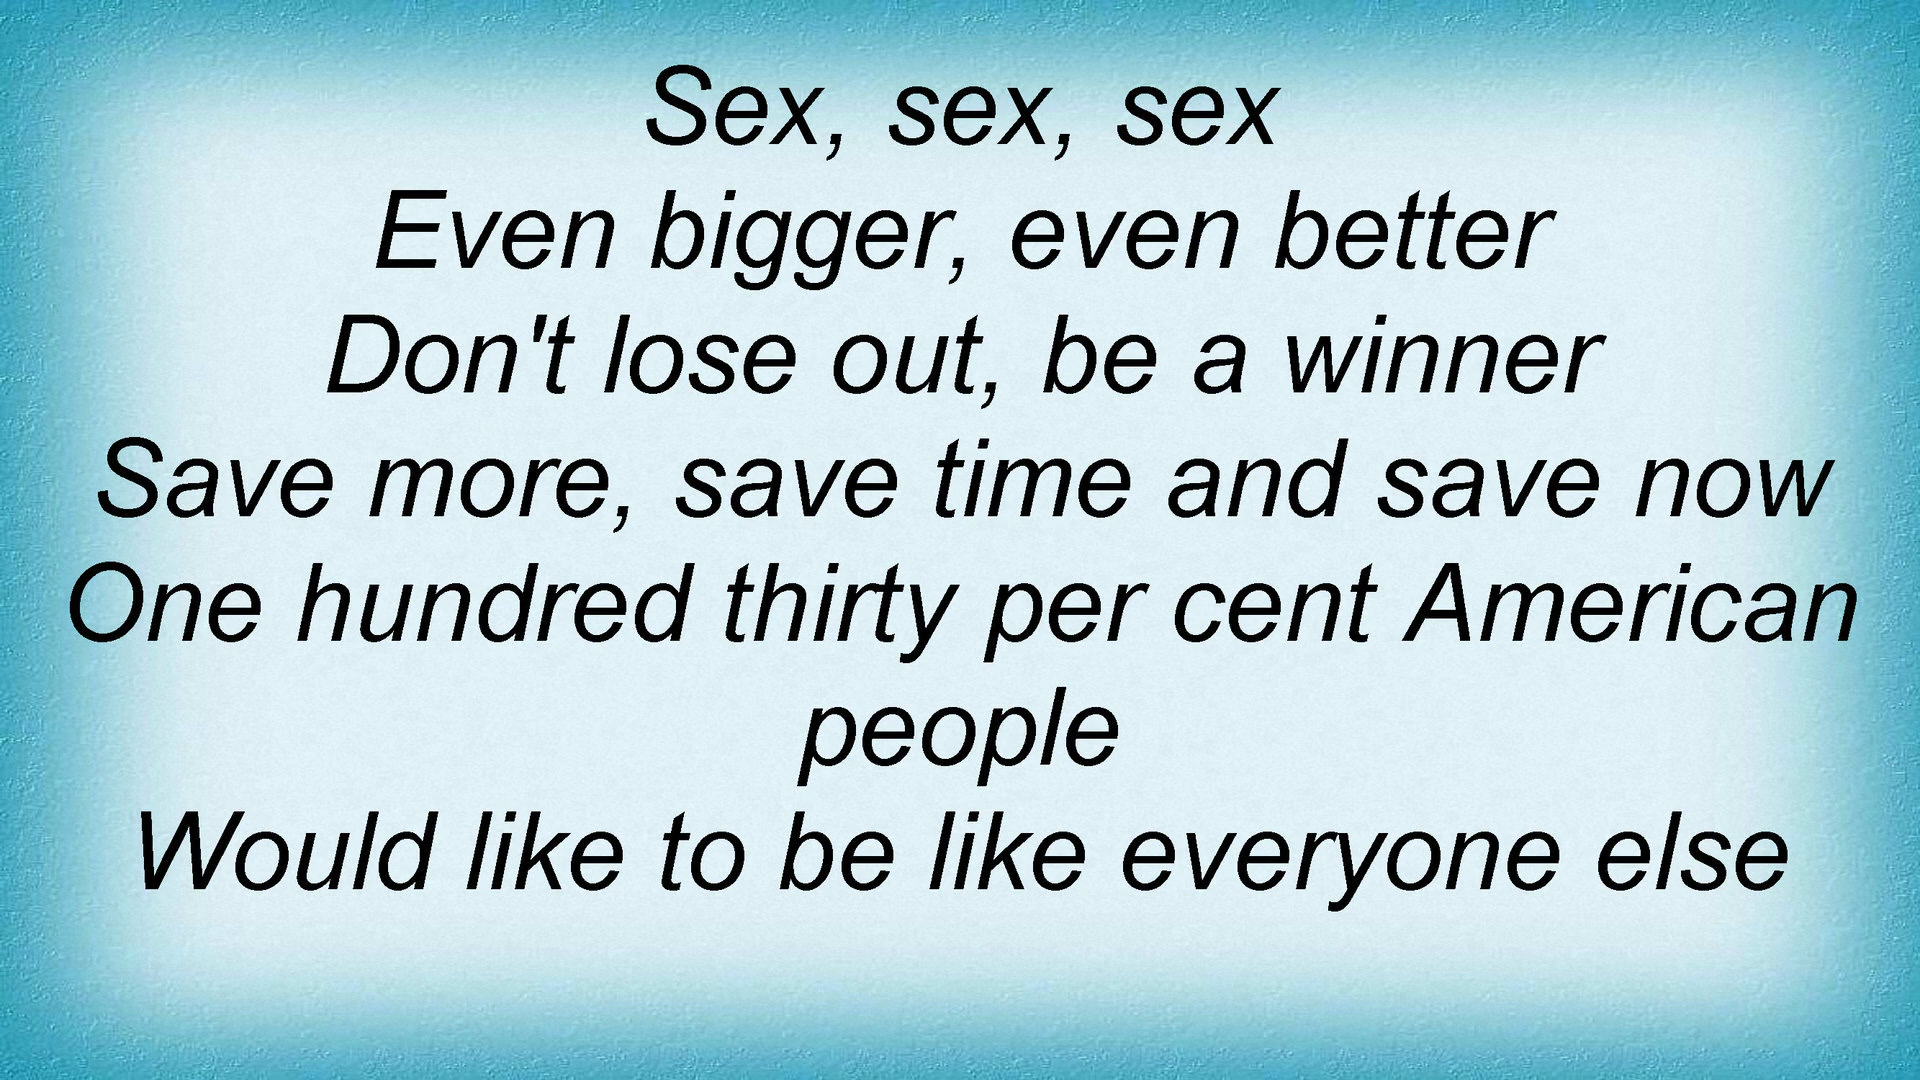 Sex, sex, sex
Even bigger, even better
Don't lose out, be a winner
Save more, save time and save now
One hundred thirty per cent American
people
Would like to be like everyone else